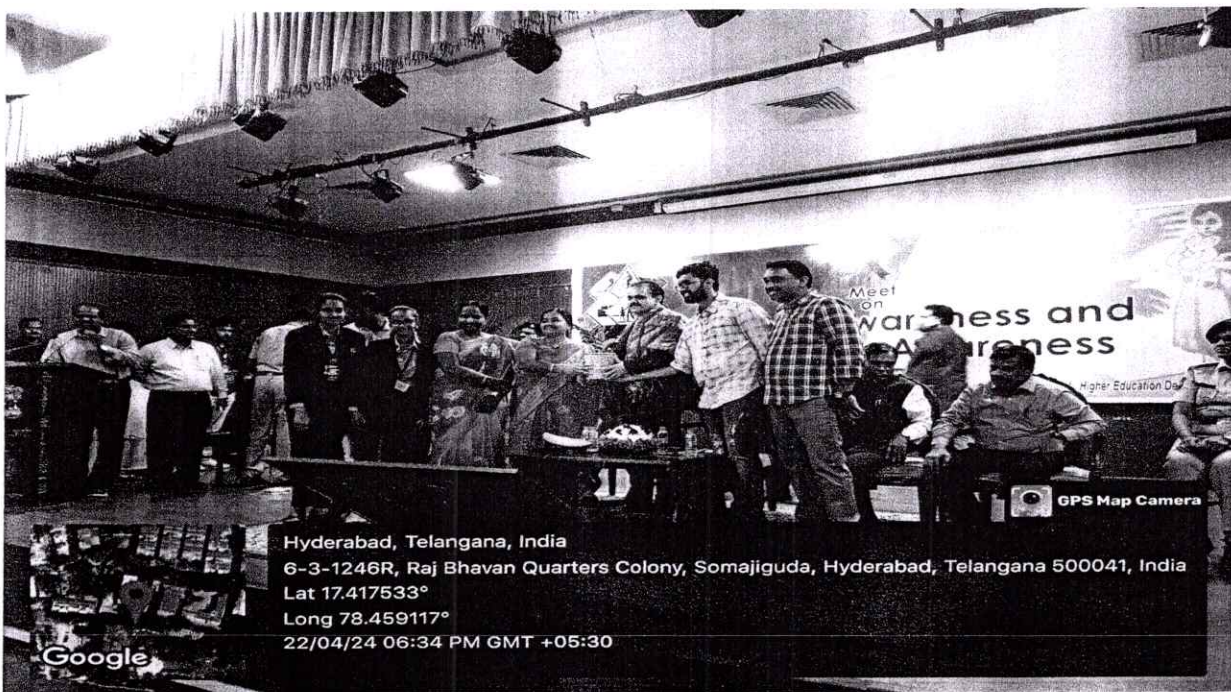 Meet
on
ness and
Awareness
Higher Education De
GPS Map Camera
Hyderabad, Telangana, India
6-3-1246R, Raj Bhavan Quarters Colony, Somajiguda, Hyderabad, Telangana 500041, India
Lat 17.417533°
Long 78.459117°
22/04/24 06:34 PM GMT +05:30
Google